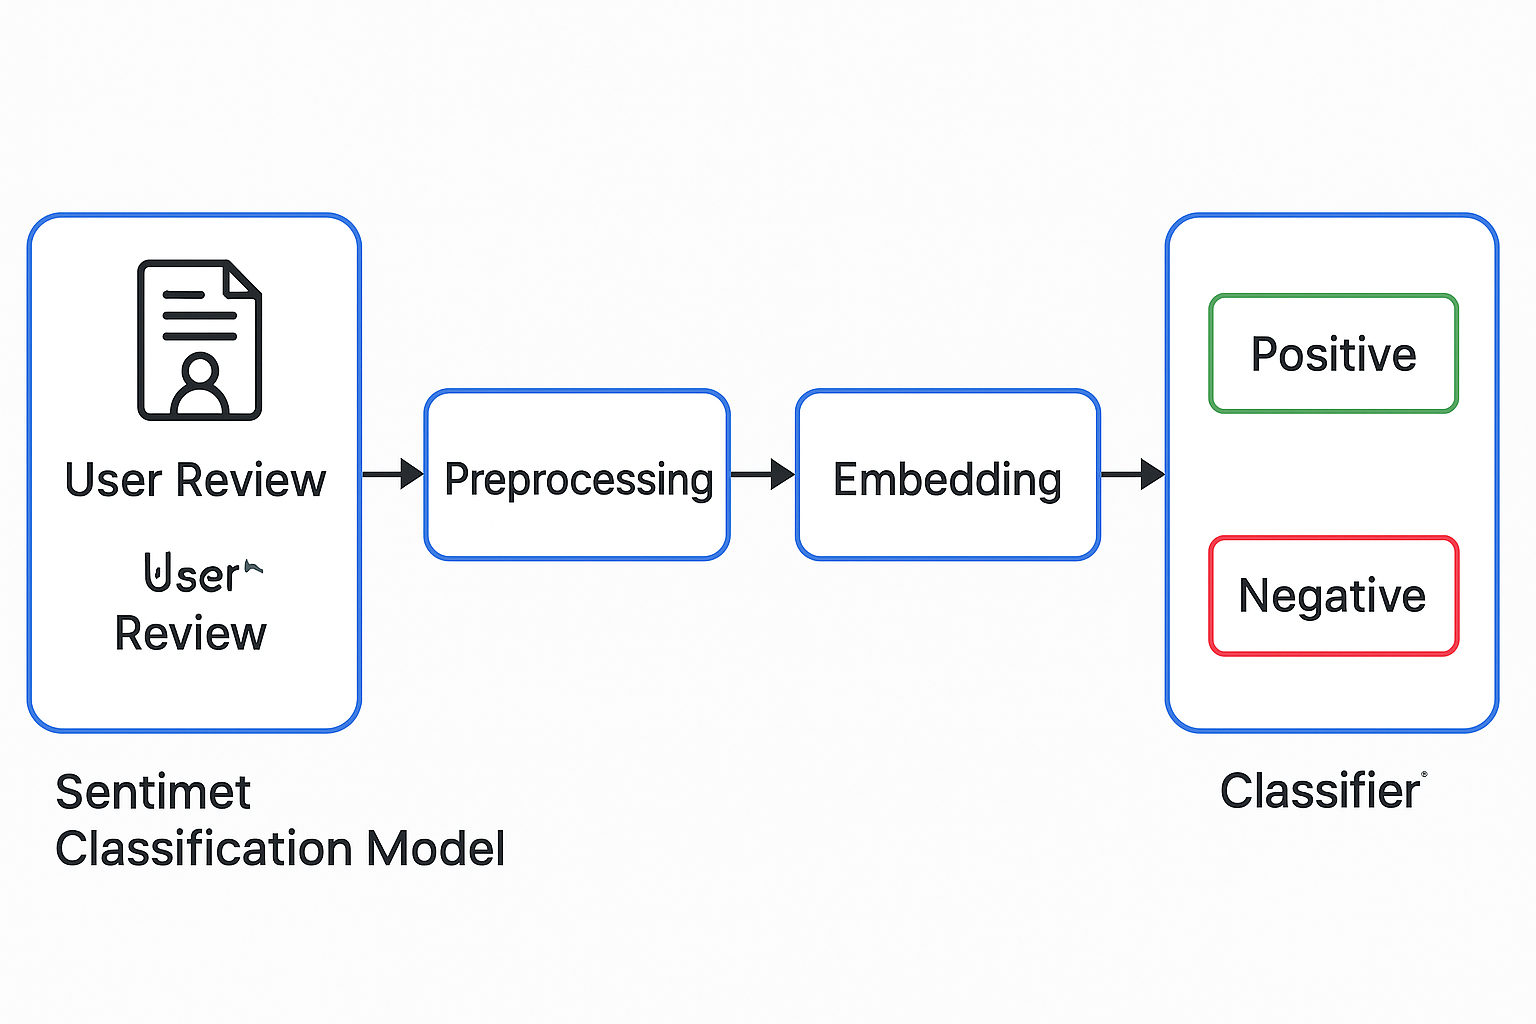 User Review
User
Review
Preprocessing
Embedding
Positive
Negative
Sentimet
Classification Model
Classifier